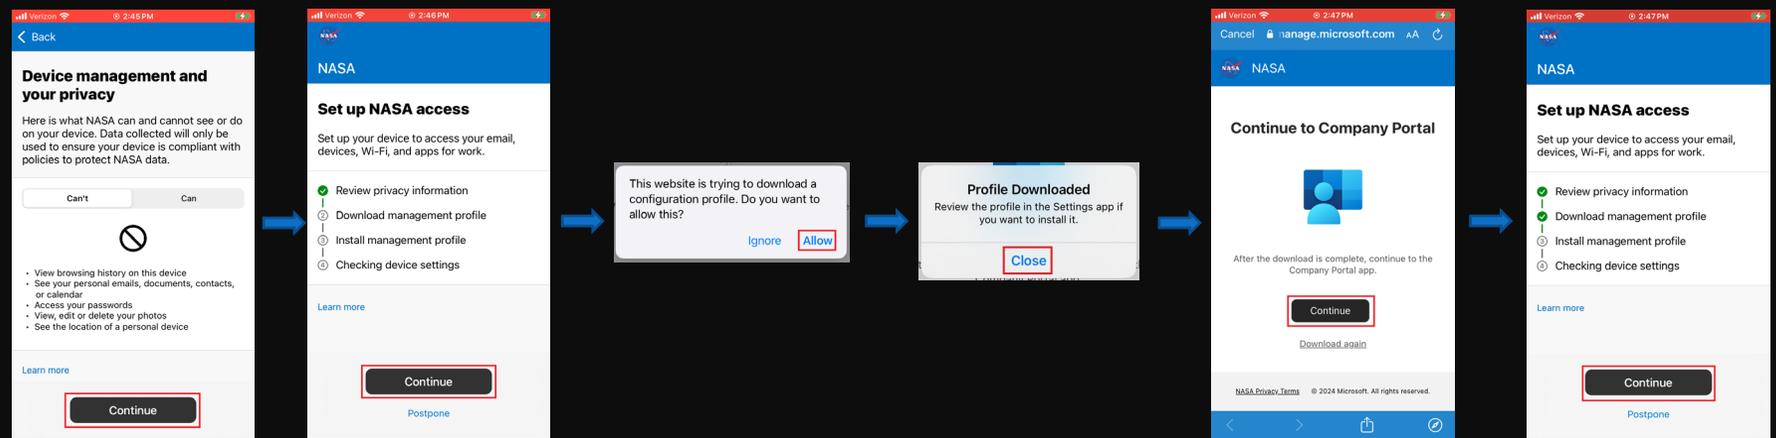 Verizon 2:45 PM
Back
Device management and
your privacy
Here is what NASA can and cannot see or do
on your device. Data collected will only be
used to ensure your device is compliant with
policies to protect NASA data.
Can't Can
• View browsing history on this device
• See your personal emails, documents, contacts,
or calendar
• Access your passwords
• View, edit or delete your photos
• See the location of a personal device
Learn more
Continue
Verizon 2:46 PM
NASA
NASA
Set up NASA access
Set up your device to access your email,
devices, Wi-Fi, and apps for work.
Review privacy information
2 Download management profile
3 Install management profile
4 Checking device settings
Learn more
Continue
Postpone
This website is trying to download a
configuration profile. Do you want to
allow this?
Ignore Allow
Profile Downloaded
Review the profile in the Settings app if
you want to install it.
Close
Verizon 2:47 PM
Cancel nanage.microsoft.com AA
NASA NASA
Continue to Company Portal
After the download is complete, continue to the
Company Portal app.
Continue
Download again
NASA Privacy Terms © 2024 Microsoft. All rights reserved.
Verizon 2:47 PM
NASA
NASA
Set up NASA access
Set up your device to access your email,
devices, Wi-Fi, and apps for work.
Review privacy information
Download management profile
3 Install management profile
4 Checking device settings
Learn more
Continue
Postpone